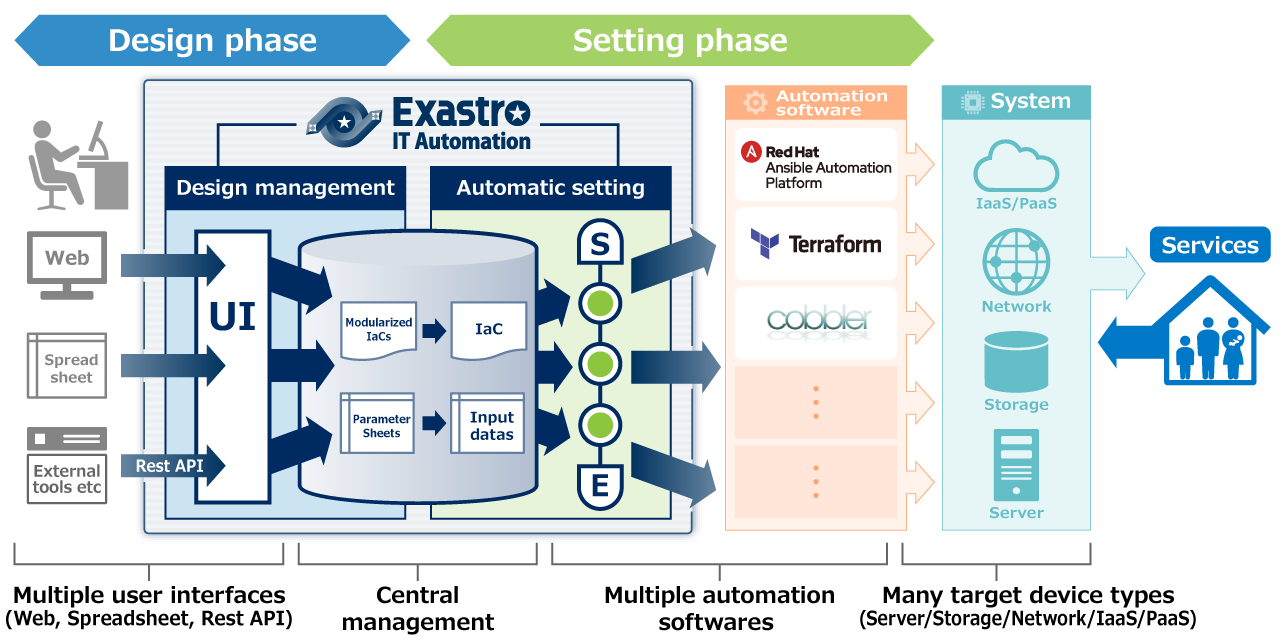 Design phase
Setting phase
Exastro
IT Automation
Design management
Automatic setting
Automation
software
System
Web
Spread
sheet
External
tools etc
Rest API
UI
Modularized
IaCs
IaC
Parameter
Sheets
Input
datas
S
E
Red Hat
Ansible Automation
Platform
Terraform
cobbler
IaaS/PaaS
Network
Storage
Server
Services
Multiple user interfaces
(Web, Spreadsheet, Rest API)
Central
management
Multiple automation
softwares
Many target device types
(Server/Storage/Network/IaaS/PaaS)